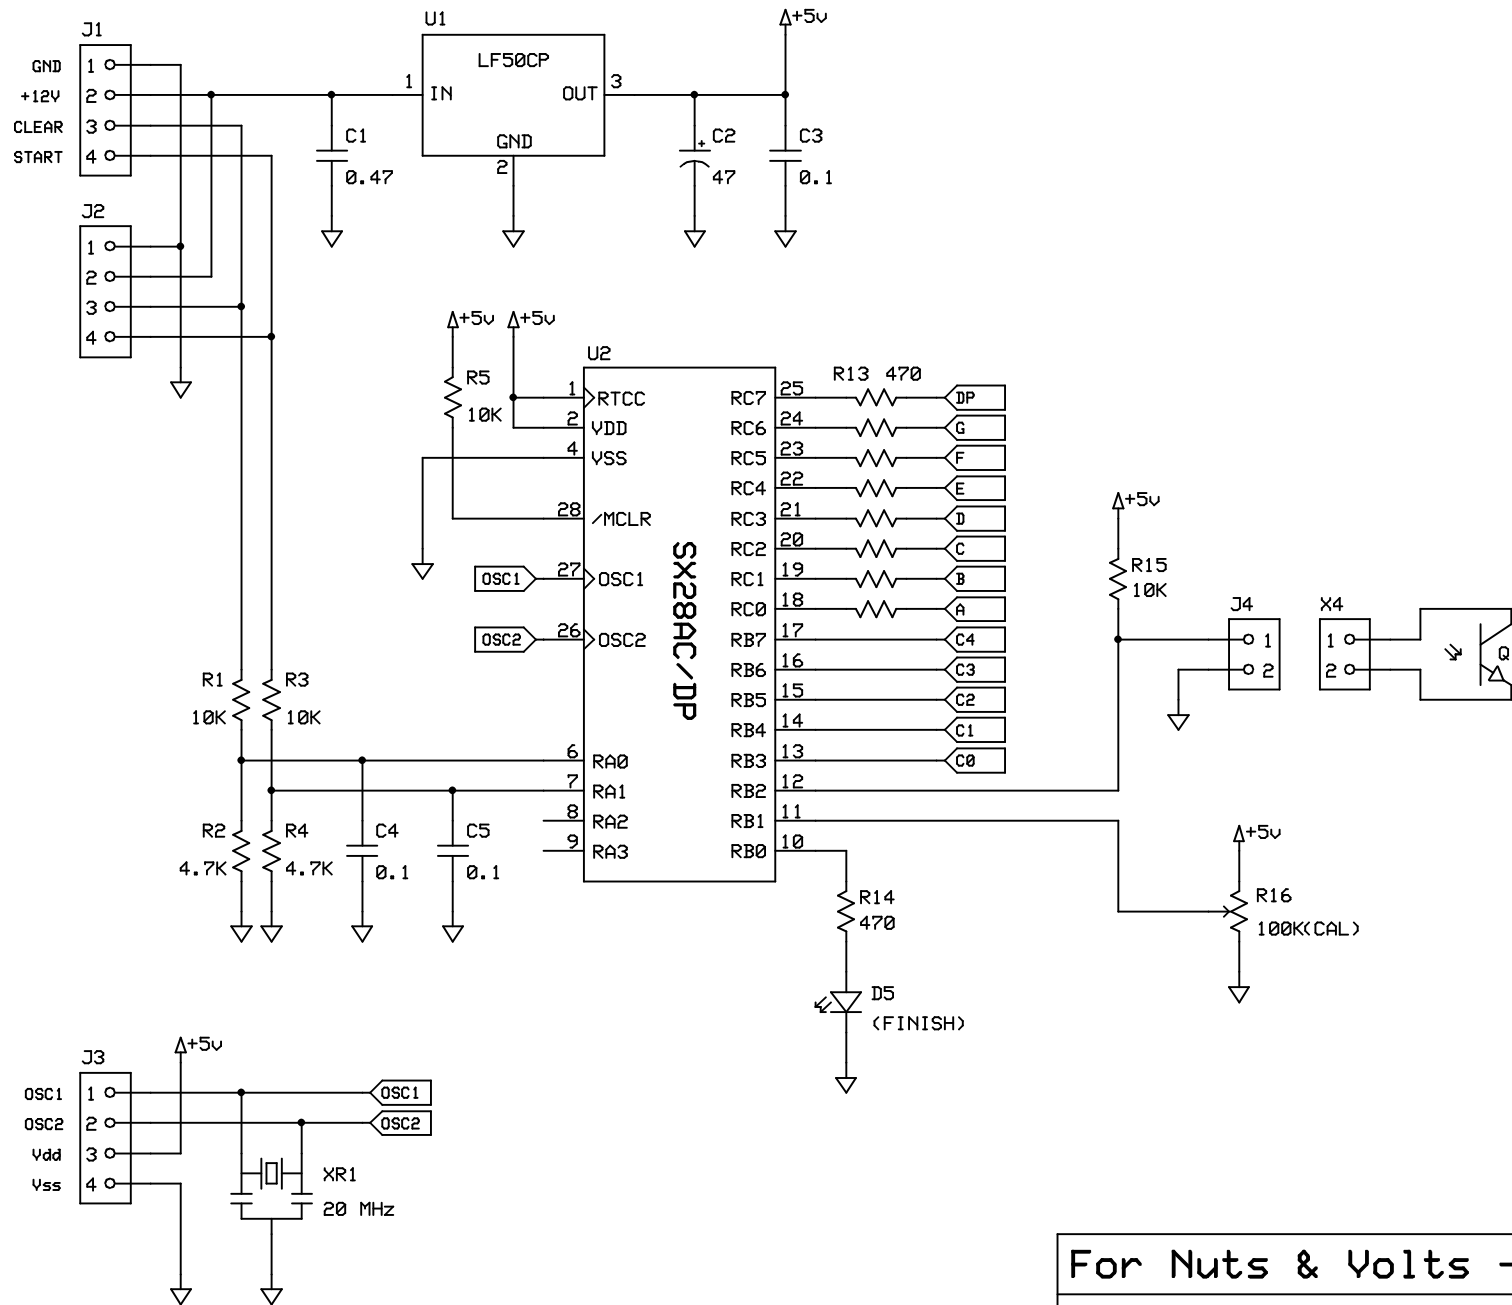 J1
GND 1
+12V 2
CLEAR 3
START 4
U1
LF50CP
1 IN
OUT 3
GND
2
+5v
C1
0.47
C2
+
47
C3
0.1
J2
1
2
3
4
+5v
+5v
R5
10K
U2
SX28AC/DP
1 RTCC
2 VDD
4 VSS
28 /MCLR
OSC1 27 OSC1
OSC2 26 OSC2
6 RA0
7 RA1
8 RA2
9 RA3
R13 470
RC7 25 DP
RC6 24 G
RC5 23 F
RC4 22 E
RC3 21 D
RC2 20 C
RC1 19 B
RC0 18 A
RB7 17 C4
RB6 16 C3
RB5 15 C2
RB4 14 C1
RB3 13 C0
RB2 12
RB1 11
RB0 10
R1
10K
R3
10K
R2
4.7K
R4
4.7K
C4
0.1
C5
0.1
+5v
R15
10K
J4
1
2
X4
1
2
Q
R14
470
D5
(FINISH)
+5v
R16
100K(CAL)
J3
+5v
OSC1 1 OSC1
OSC2 2 OSC2
Vdd 3
Vss 4
XR1
20 MHz
For Nuts & Volts -